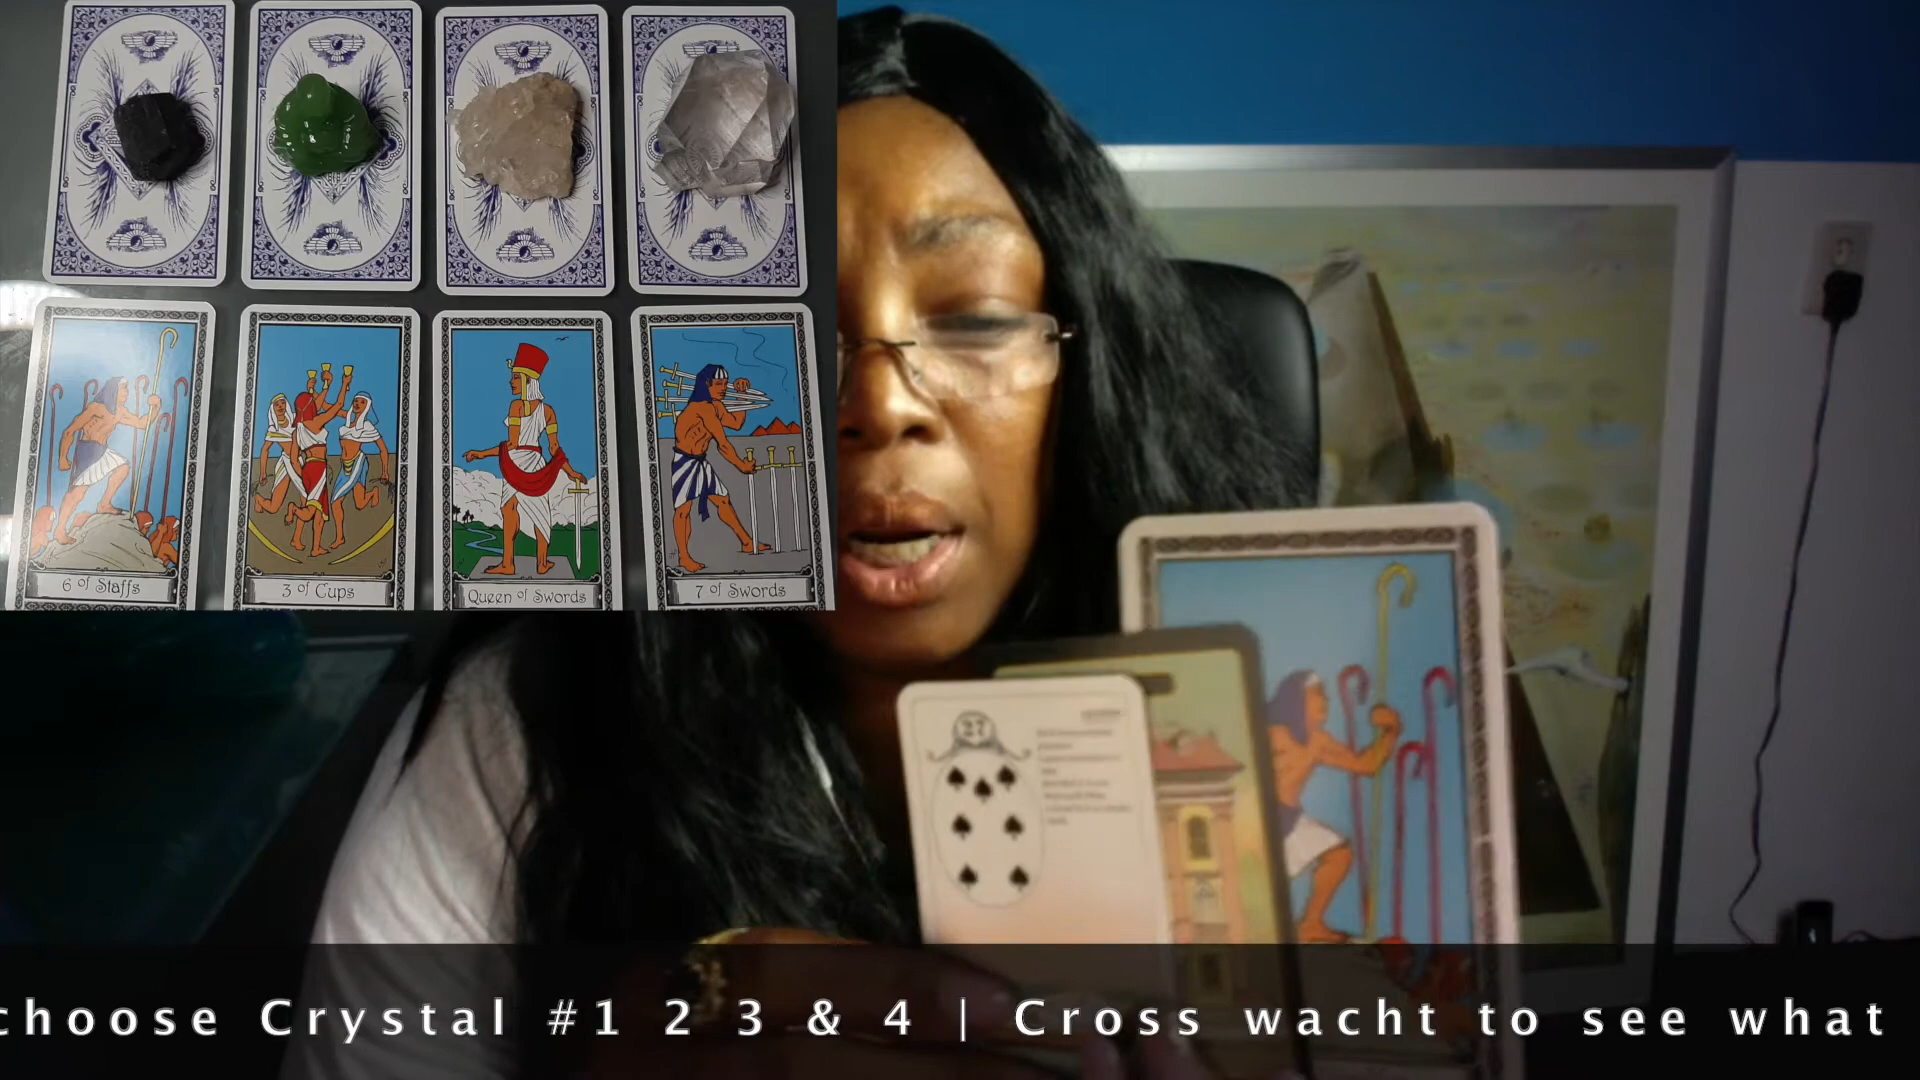 6 of Staffs
3 of Cups
Queen of Swords
7 of Swords
27
choose Crystal #1 2 3 & 4 | Cross wacht to see what